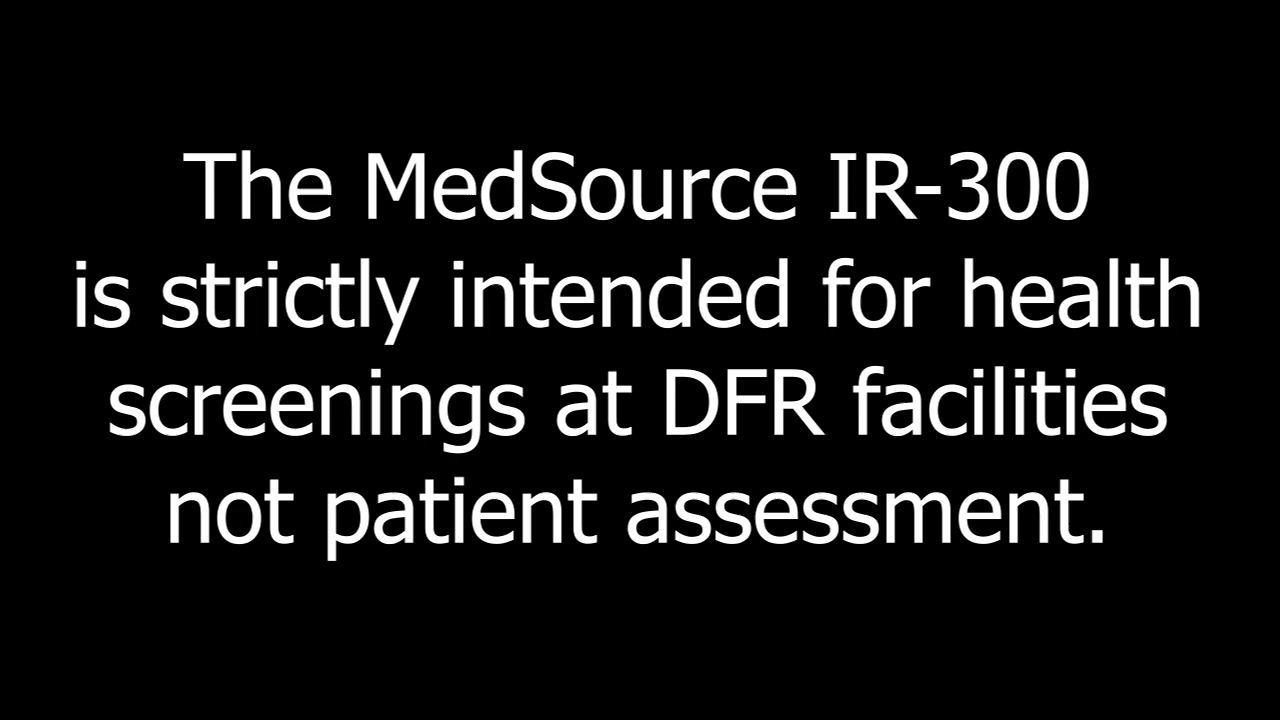 The MedSource IR-300
is strictly intended for health
screenings at DFR facilities
not patient assessment.